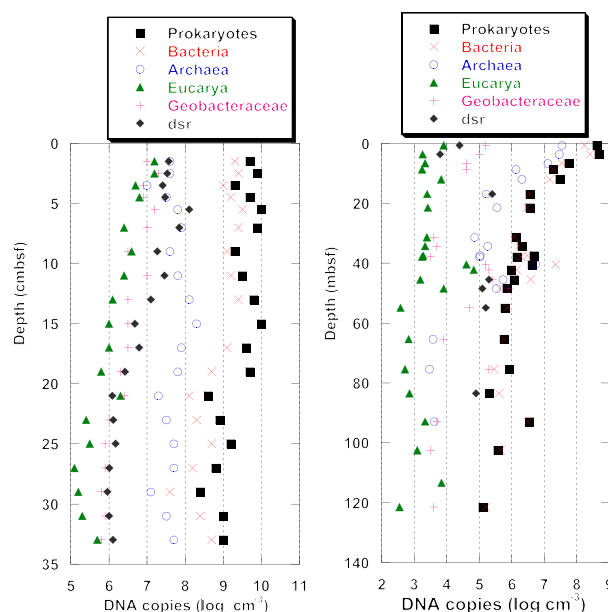 Prokaryotes
Bacteria
Archaea
Eucarya
Geobacteraceae
dsr
0
5
10
15
20
25
30
35
Depth (cmbsf)
5 6 7 8 9 10 11
DNA copies (log cm-3)
Prokaryotes
Bacteria
Archaea
Eucarya
Geobacteraceae
dsr
0
20
40
60
80
100
120
140
Depth (mbsf)
2 3 4 5 6 7 8 9
DNA copies (log cm-3)